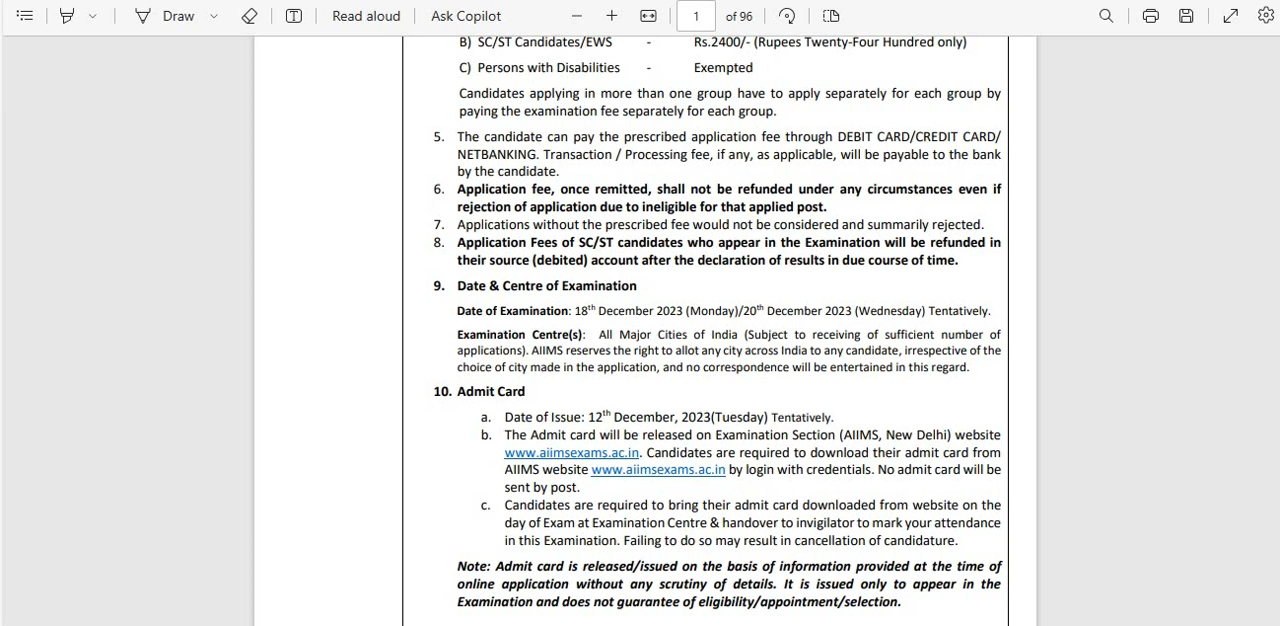 Draw
Read aloud
Ask Copilot
1
of 96
B) SC/ST Candidates/EWS - Rs.2400/- (Rupees Twenty-Four Hundred only)
C) Persons with Disabilities - Exempted
Candidates applying in more than one group have to apply separately for each group by
paying the examination fee separately for each group.
5. The candidate can pay the prescribed application fee through DEBIT CARD/CREDIT CARD/
NETBANKING. Transaction / Processing fee, if any, as applicable, will be payable to the bank
by the candidate.
6. Application fee, once remitted, shall not be refunded under any circumstances even if
rejection of application due to ineligible for that applied post.
7. Applications without the prescribed fee would not be considered and summarily rejected.
8. Application Fees of SC/ST candidates who appear in the Examination will be refunded in
their source (debited) account after the declaration of results in due course of time.
9. Date & Centre of Examination
Date of Examination: 18th December 2023 (Monday)/20th December 2023 (Wednesday) Tentatively.
Examination Centre(s): All Major Cities of India (Subject to receiving of sufficient number of
applications). AIIMS reserves the right to allot any city across India to any candidate, irrespective of the
choice of city made in the application, and no correspondence will be entertained in this regard.
10. Admit Card
a. Date of Issue: 12th December, 2023(Tuesday) Tentatively.
b. The Admit card will be released on Examination Section (AIIMS, New Delhi) website
www.aiimsexams.ac.in. Candidates are required to download their admit card from
AIIMS website www.aiimsexams.ac.in by login with credentials. No admit card will be
sent by post.
c. Candidates are required to bring their admit card downloaded from website on the
day of Exam at Examination Centre & handover to invigilator to mark your attendance
in this Examination. Failing to do so may result in cancellation of candidature.
Note: Admit card is released/issued on the basis of information provided at the time of
online application without any scrutiny of details. It is issued only to appear in the
Examination and does not guarantee of eligibility/appointment/selection.